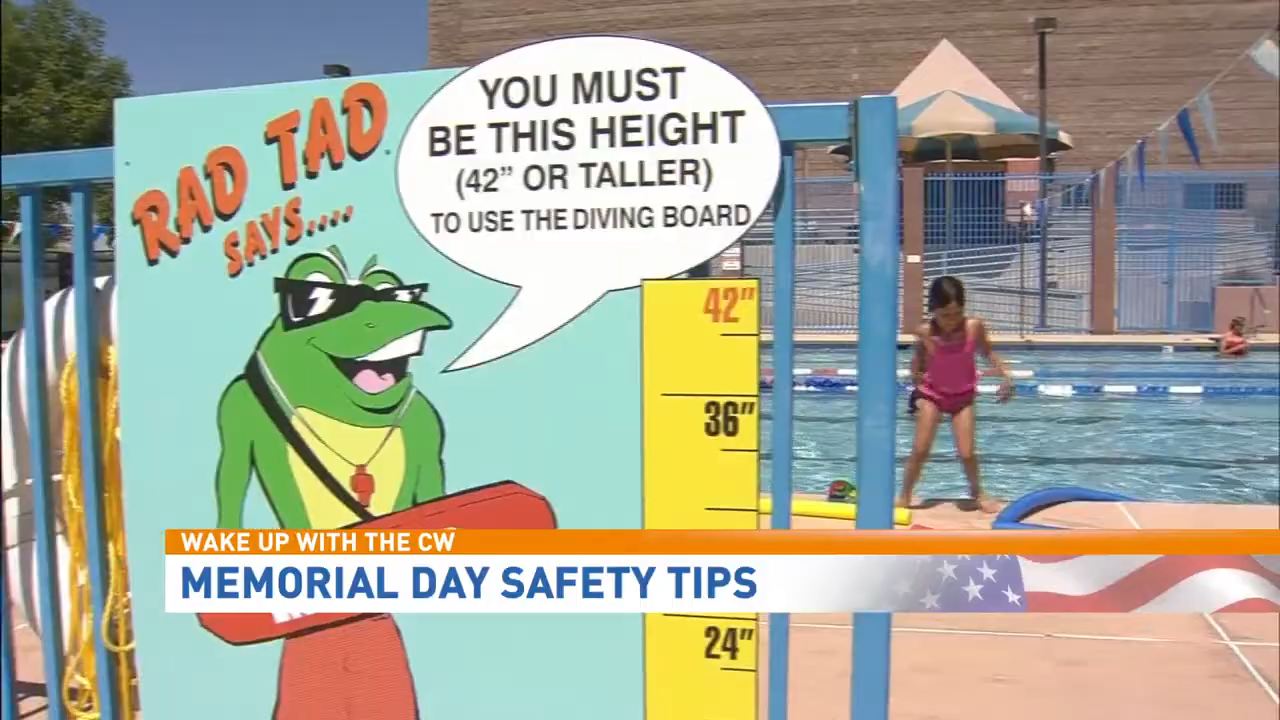 RAD TAD
SAYS....
YOU MUST
BE THIS HEIGHT
(42" OR TALLER)
TO USE THE DIVING BOARD
42"
36"
WAKE UP WITH THE CW
MEMORIAL DAY SAFETY TIPS
24"